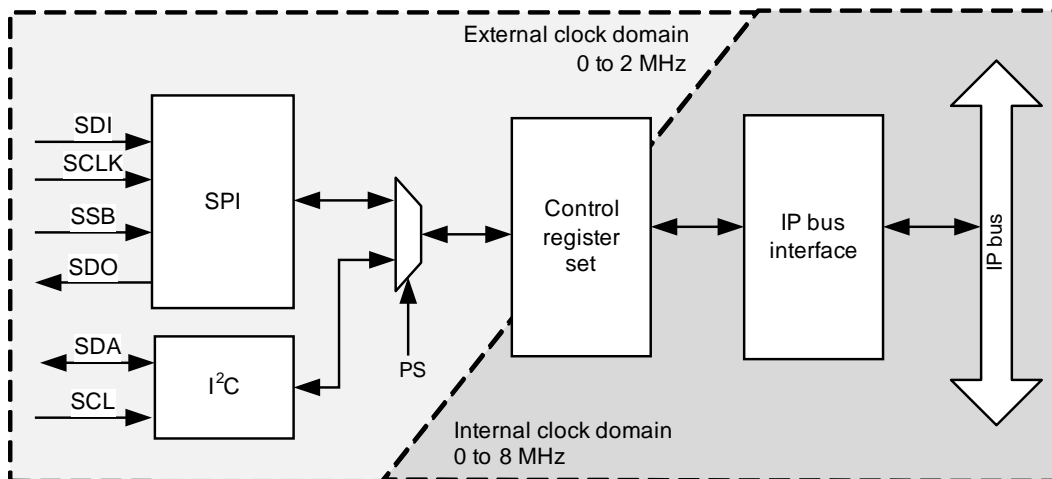 External clock domain
0 to 2 MHz
SDI
SCLK
SSB
SDO
SPI
SDA
SCL
I²C
PS
Control
register
set
IP bus
interface
IP bus
Internal clock domain
0 to 8 MHz